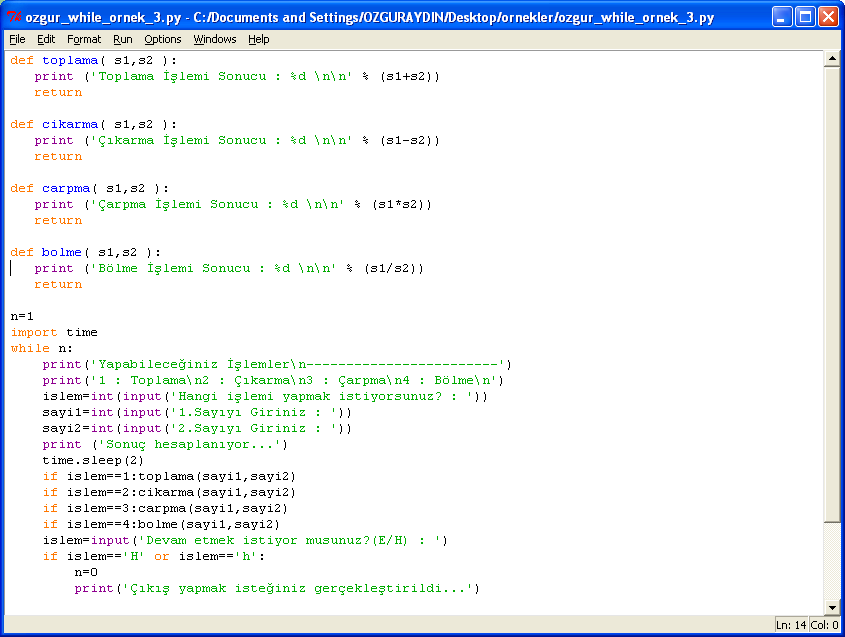 ozgur_while_ornek_3.py - C:/Documents and Settings/OZGURAYDIN/Desktop/ornekler/ozgur_while_ornek_3.py
File Edit Format Run Options Windows Help
def toplama( s1,s2 ):
   print ('Toplama İşlemi Sonucu : %d \n\n' % (s1+s2))
   return

def cikarma( s1,s2 ):
   print ('Çıkarma İşlemi Sonucu : %d \n\n' % (s1-s2))
   return

def carpma( s1,s2 ):
   print ('Çarpma İşlemi Sonucu : %d \n\n' % (s1*s2))
   return

def bolme( s1,s2 ):
   print ('Bölme İşlemi Sonucu : %d \n\n' % (s1/s2))
   return

n=1
import time
while n:
    print('Yapabileceğiniz İşlemler\n------------------------')
    print('1 : Toplama\n2 : Çıkarma\n3 : Çarpma\n4 : Bölme\n')
    islem=int(input('Hangi işlemi yapmak istiyorsunuz? : '))
    sayi1=int(input('1.Sayıyı Giriniz : '))
    sayi2=int(input('2.Sayıyı Giriniz : '))
    print ('Sonuç hesaplanıyor...')
    time.sleep(2)
    if islem==1:toplama(sayi1,sayi2)
    if islem==2:cikarma(sayi1,sayi2)
    if islem==3:carpma(sayi1,sayi2)
    if islem==4:bolme(sayi1,sayi2)
    islem=input('Devam etmek istiyor musunuz?(E/H) : ')
    if islem=='H' or islem=='h':
        n=0
        print('Çıkış yapmak isteğiniz gerçekleştirildi...')
Ln: 14 Col: 0